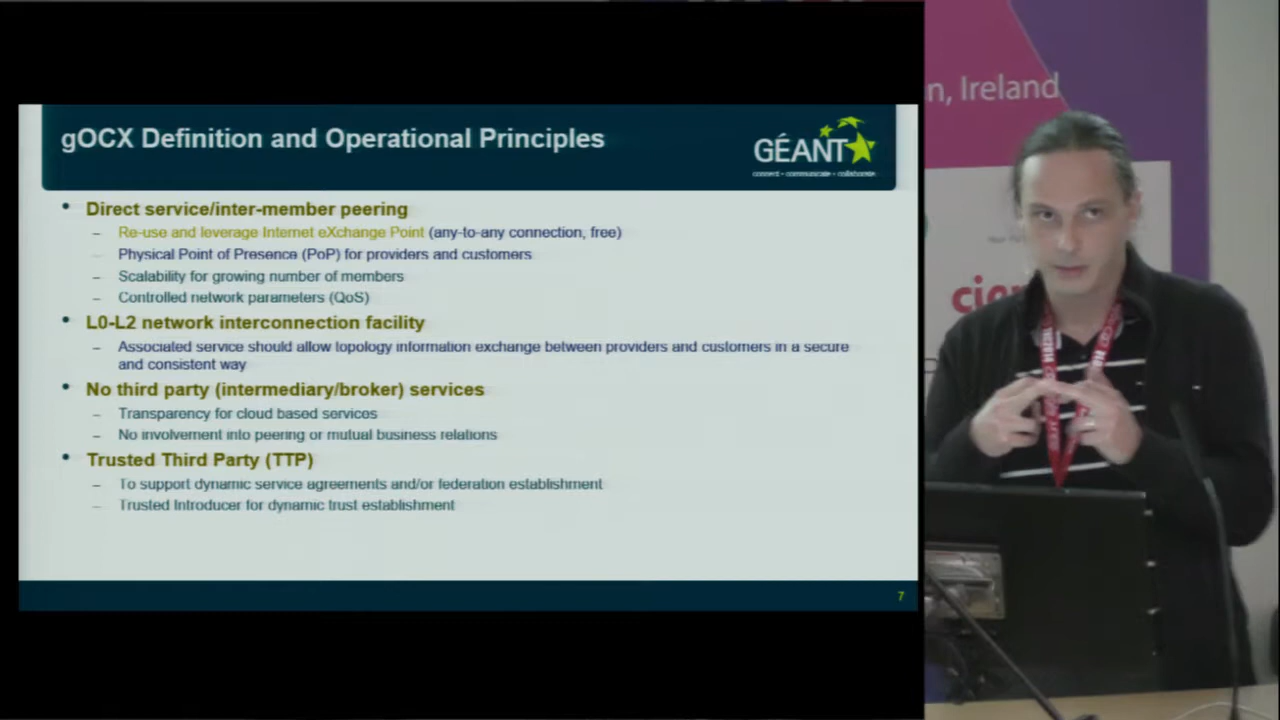 gOCX Definition and Operational Principles
GÉANT
connect • communicate • collaborate
• Direct service/inter-member peering
– Re-use and leverage Internet eXchange Point (any-to-any connection, free)
– Physical Point of Presence (PoP) for providers and customers
– Scalability for growing number of members
– Controlled network parameters (QoS)
• L0-L2 network interconnection facility
– Associated service should allow topology information exchange between providers and customers in a secure
and consistent way
• No third party (intermediary/broker) services
– Transparency for cloud based services
– No involvement into peering or mutual business relations
• Trusted Third Party (TTP)
– To support dynamic service agreements and/or federation establishment
– Trusted Introducer for dynamic trust establishment
7
n, Ireland